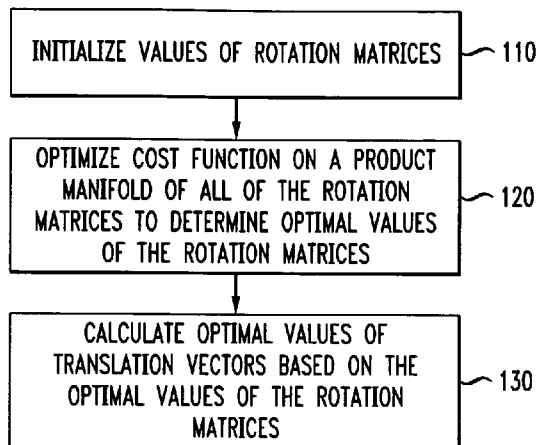 INITIALIZE VALUES OF ROTATION MATRICES
110
OPTIMIZE COST FUNCTION ON A PRODUCT
MANIFOLD OF ALL OF THE ROTATION
MATRICES TO DETERMINE OPTIMAL VALUES
OF THE ROTATION MATRICES
120
CALCULATE OPTIMAL VALUES OF
TRANSLATION VECTORS BASED ON THE
OPTIMAL VALUES OF THE ROTATION
MATRICES
130